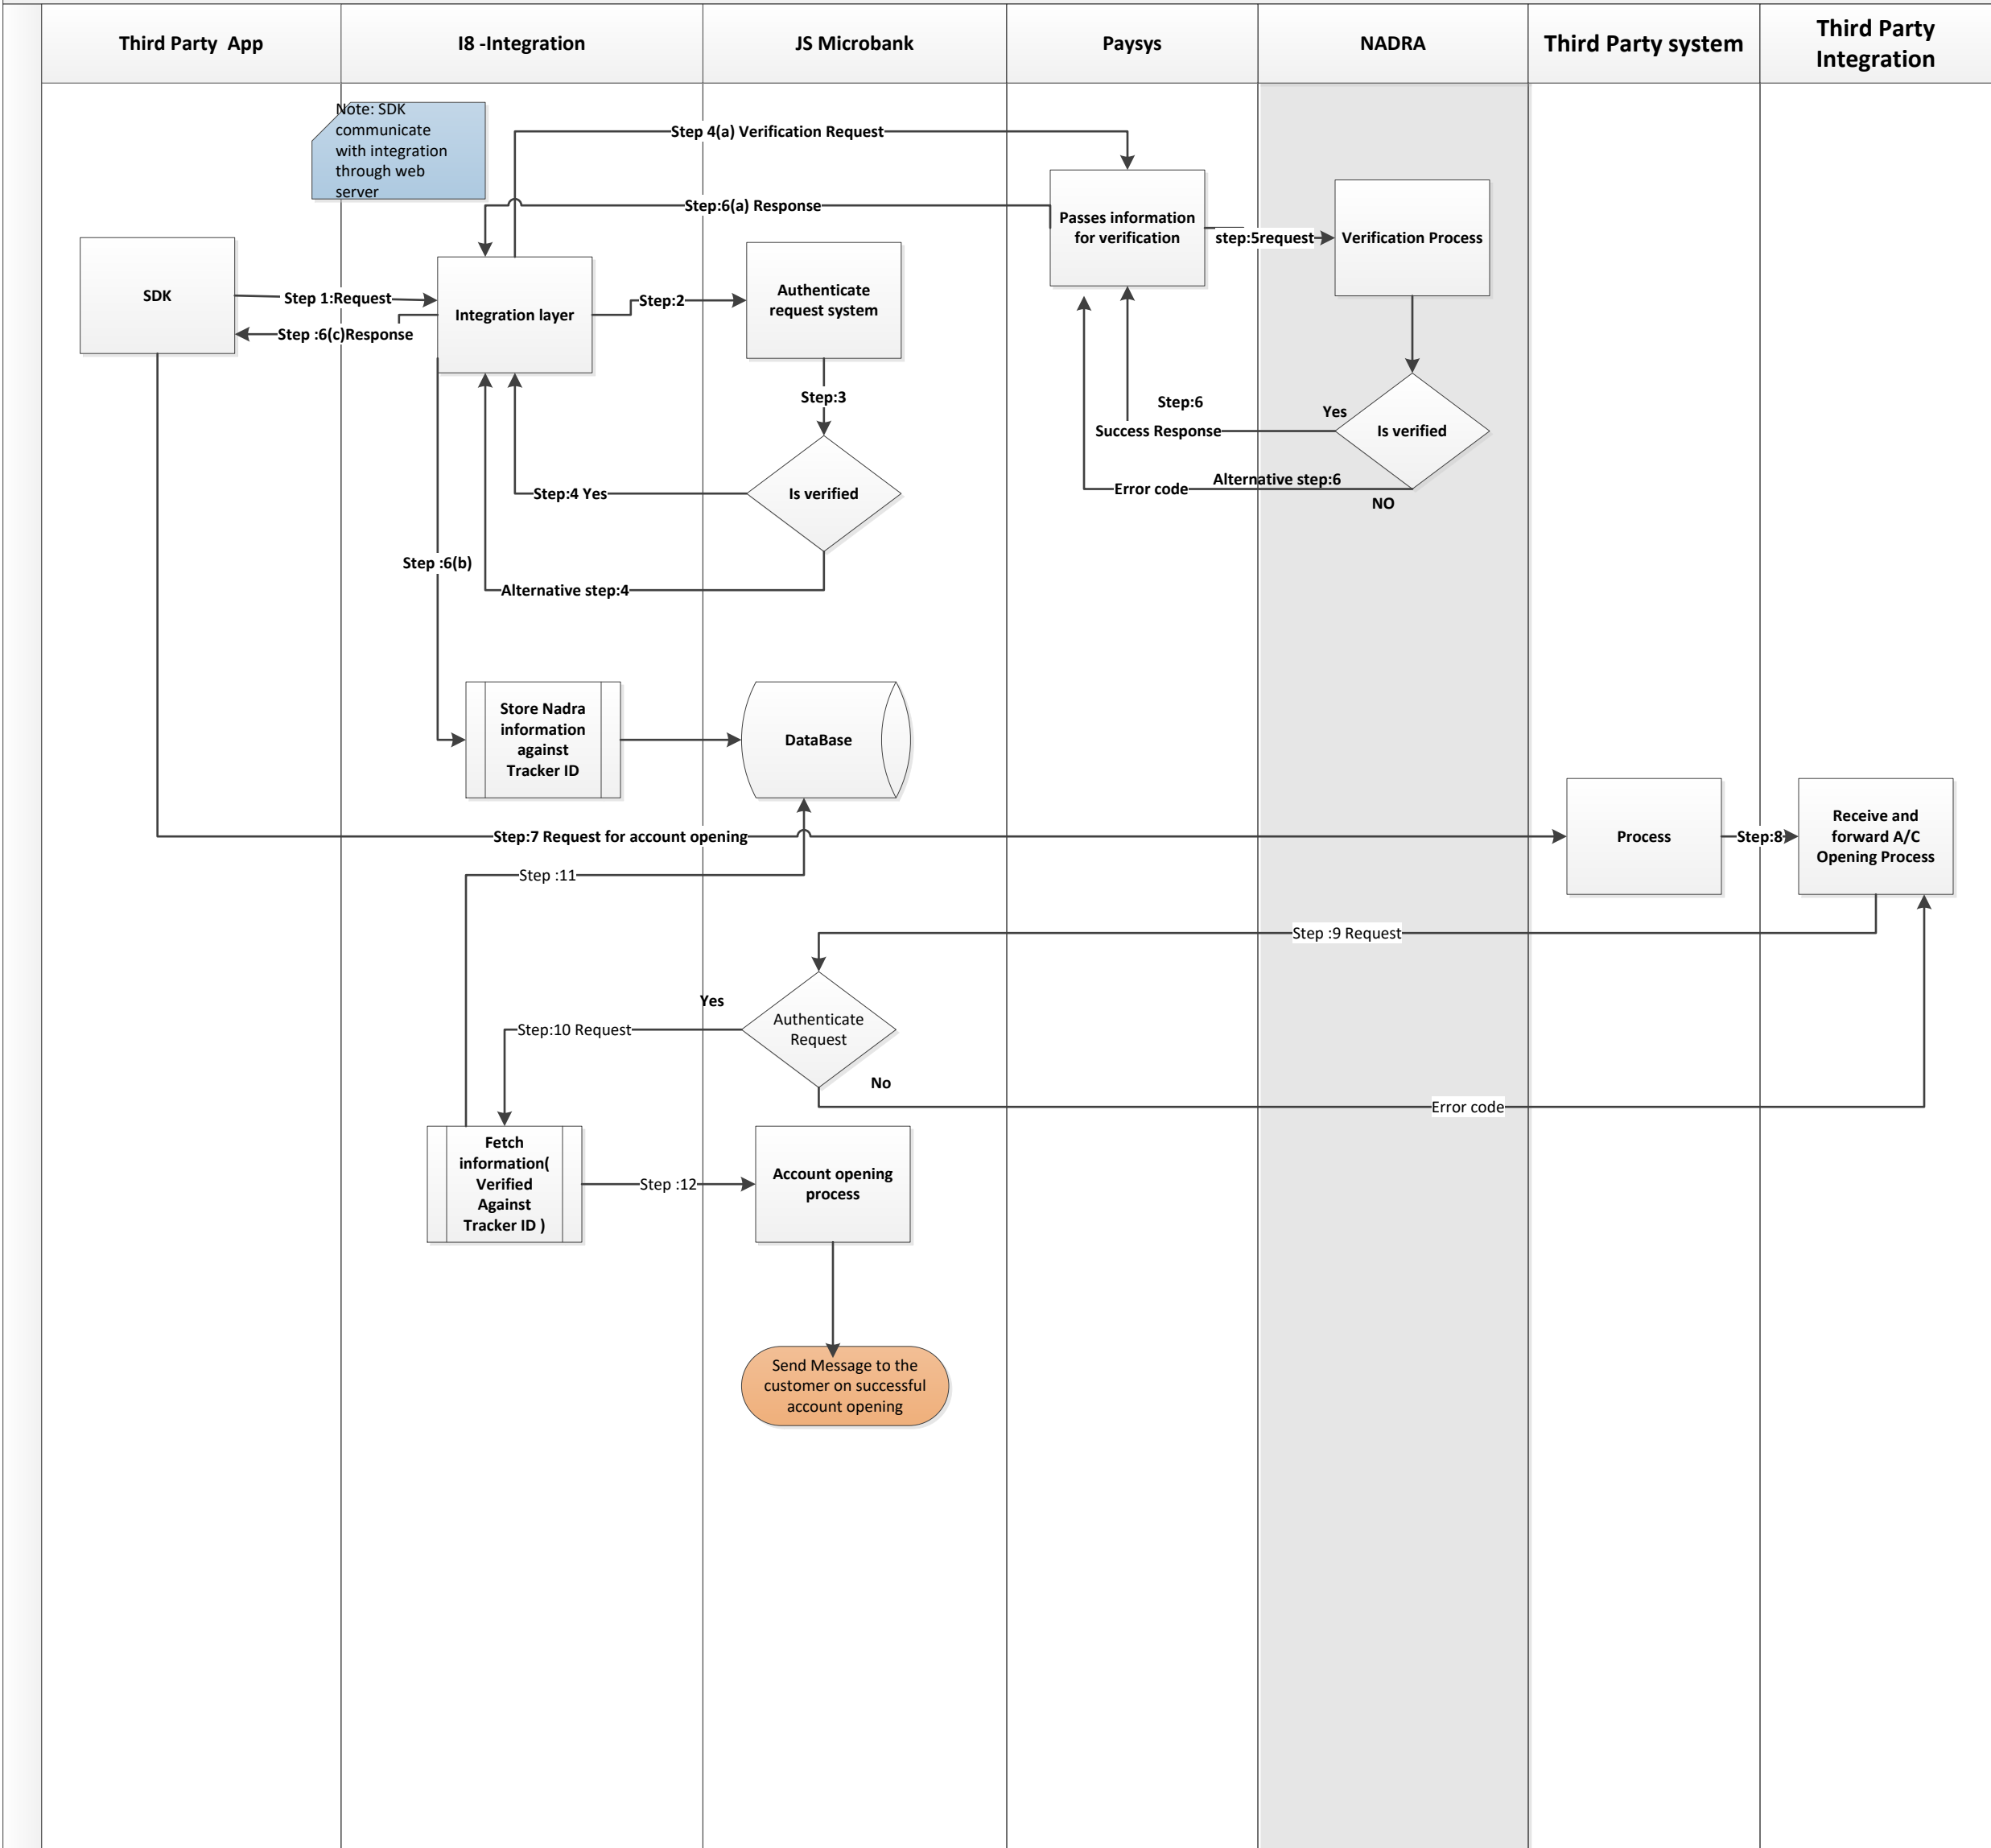 Third Party  App
I8 -Integration
JS Microbank
Paysys
NADRA
Third Party system
Third Party
Integration
Note: SDK
communicate
with integration
through web
server
Step 4(a) Verification Request
Step:6(a) Response
Passes information
for verification
step:5request
Verification Process
SDK
Step 1:Request
Step :6(c)Response
Integration layer
Step:2
Authenticate
request system
Step:3
Step:6
Yes
Success Response
Is verified
Alternative step:6
Error code
NO
Step:4 Yes
Is verified
Step :6(b)
Alternative step:4
Store Nadra
information
against
Tracker ID
DataBase
Step:7 Request for account opening
Process
Step:8
Receive and
forward A/C
Opening Process
Step :11
Step :9 Request
Yes
Step:10 Request
Authenticate
Request
No
Error code
Fetch
information(
Verified
Against
Tracker ID )
Step :12
Account opening
process
Send Message to the
customer on successful
account opening